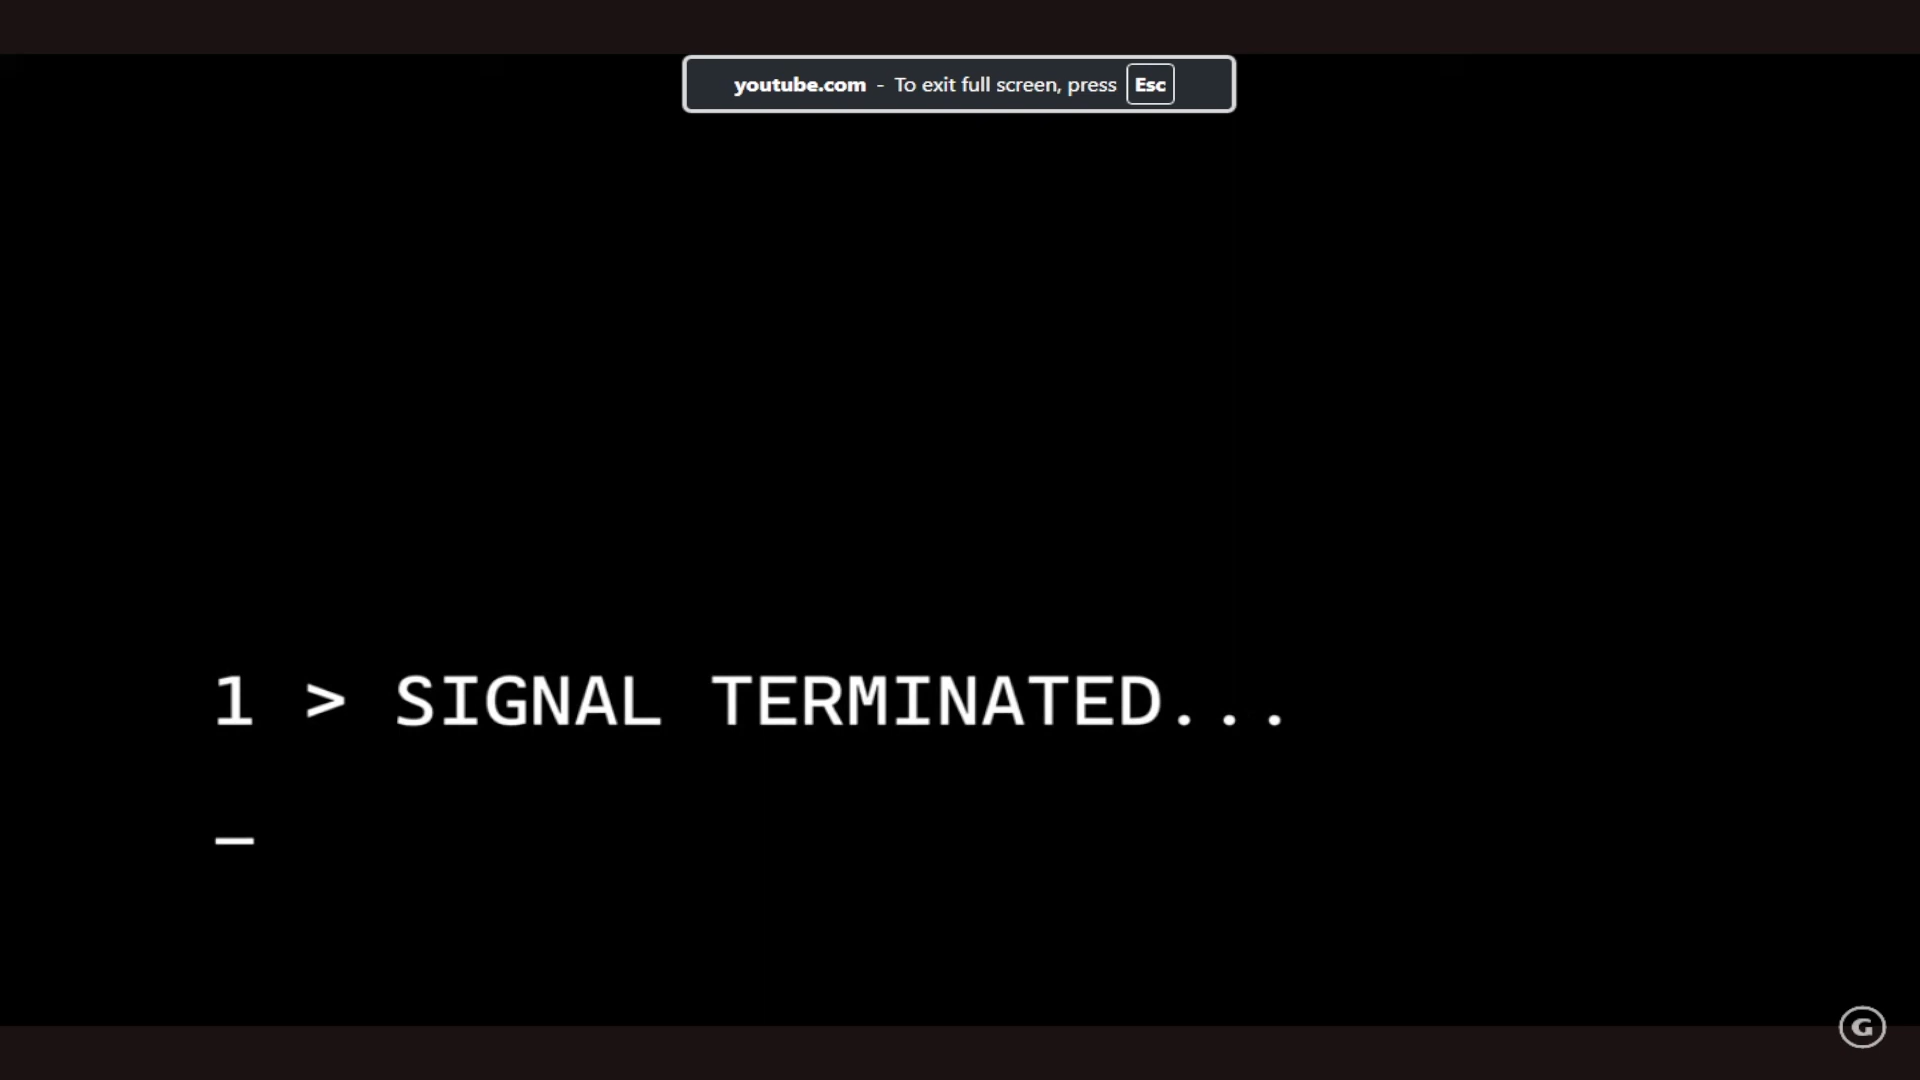 youtube.com - To exit full screen, press Esc
1 > SIGNAL TERMINATED...
_
G